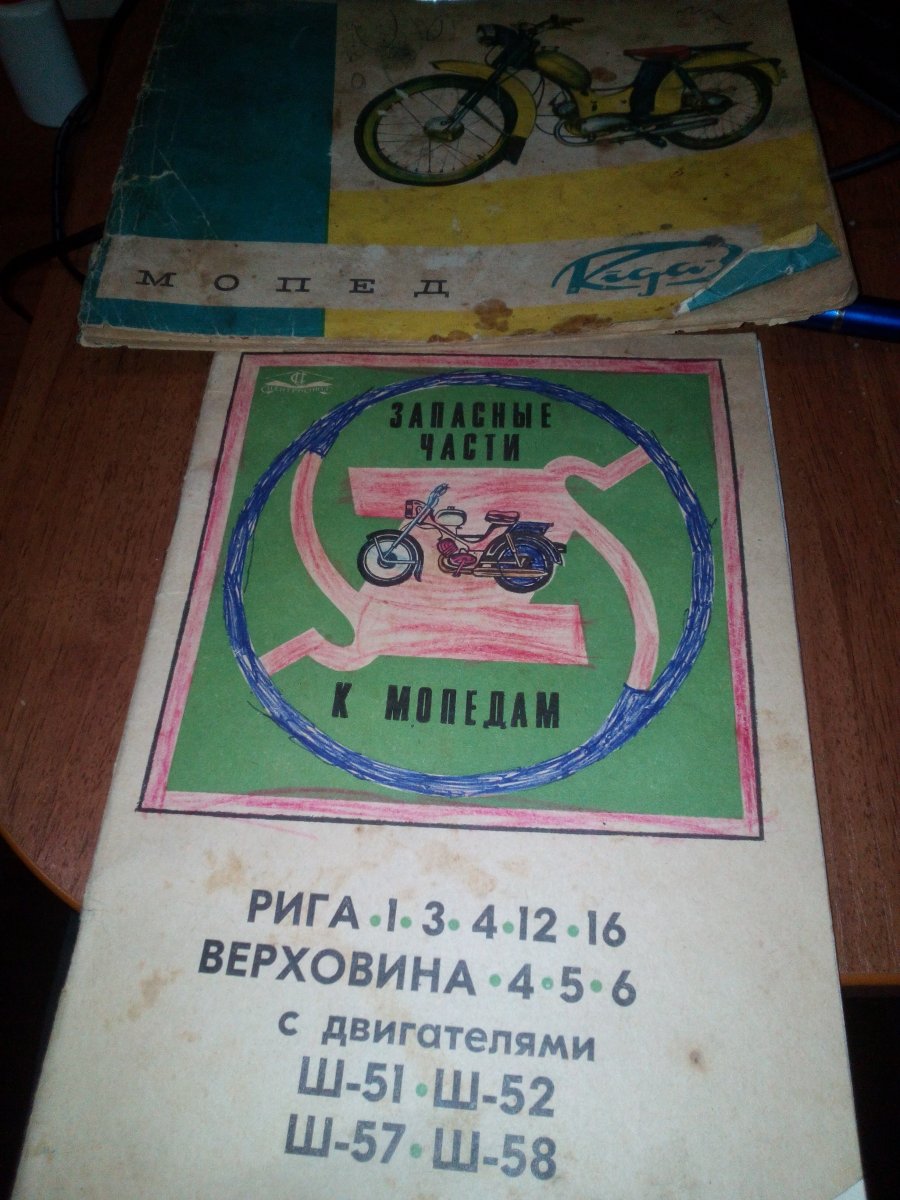 МОПЕД
ЗАПАСНЫЕ
ЧАСТИ
К МОПЕДАМ
РИГА•1•3•4•12•16
ВЕРХОВИНА•4•5•6
с двигателями
Ш-51•Ш-52
Ш-57•Ш-58